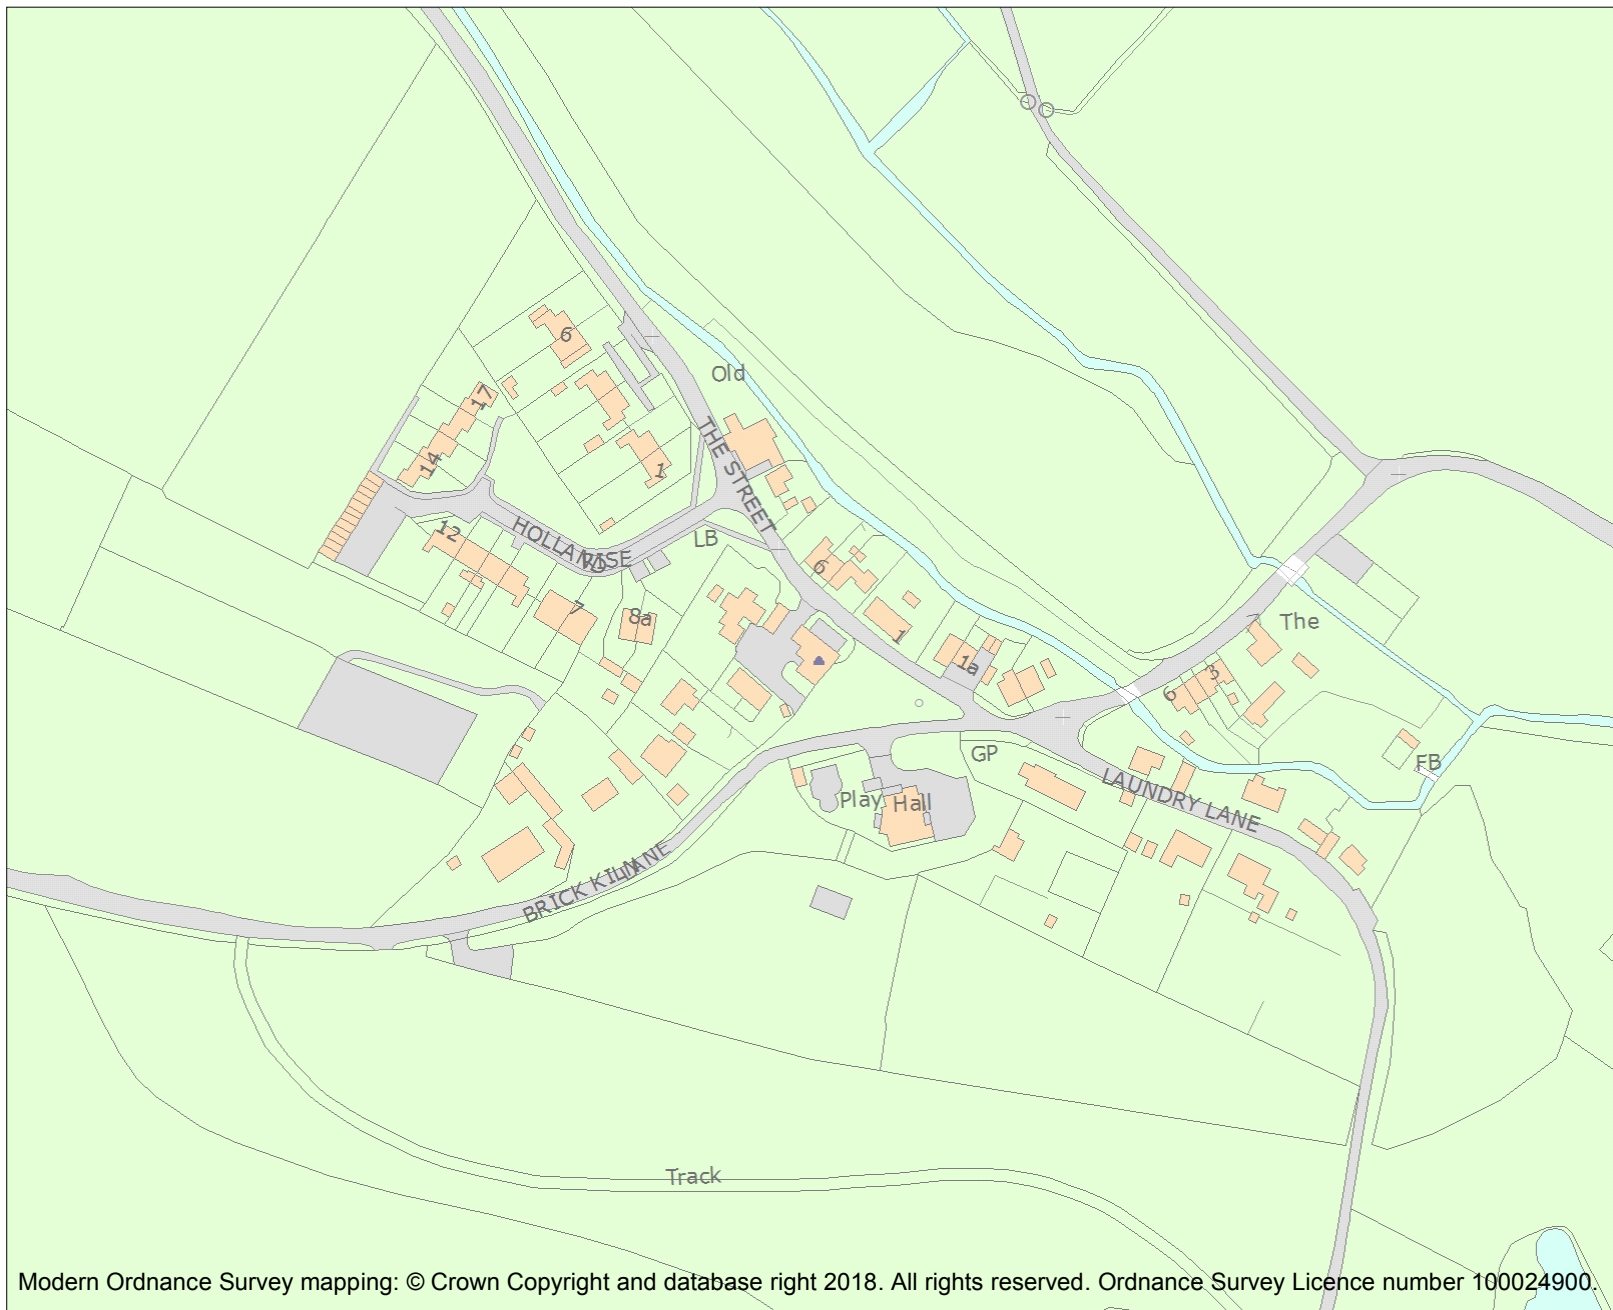 6
Old
17
THE STREET
14
1
12
HOLLAND
RISE
LB
6
7
8a
1
The
1a
3
6
GP
FB
LAUNDRY LANE
Play
Hall
BRICK KILN
LANE
Track
Modern Ordnance Survey mapping: © Crown Copyright and database right 2018. All rights reserved. Ordnance Survey Licence number 100024900.